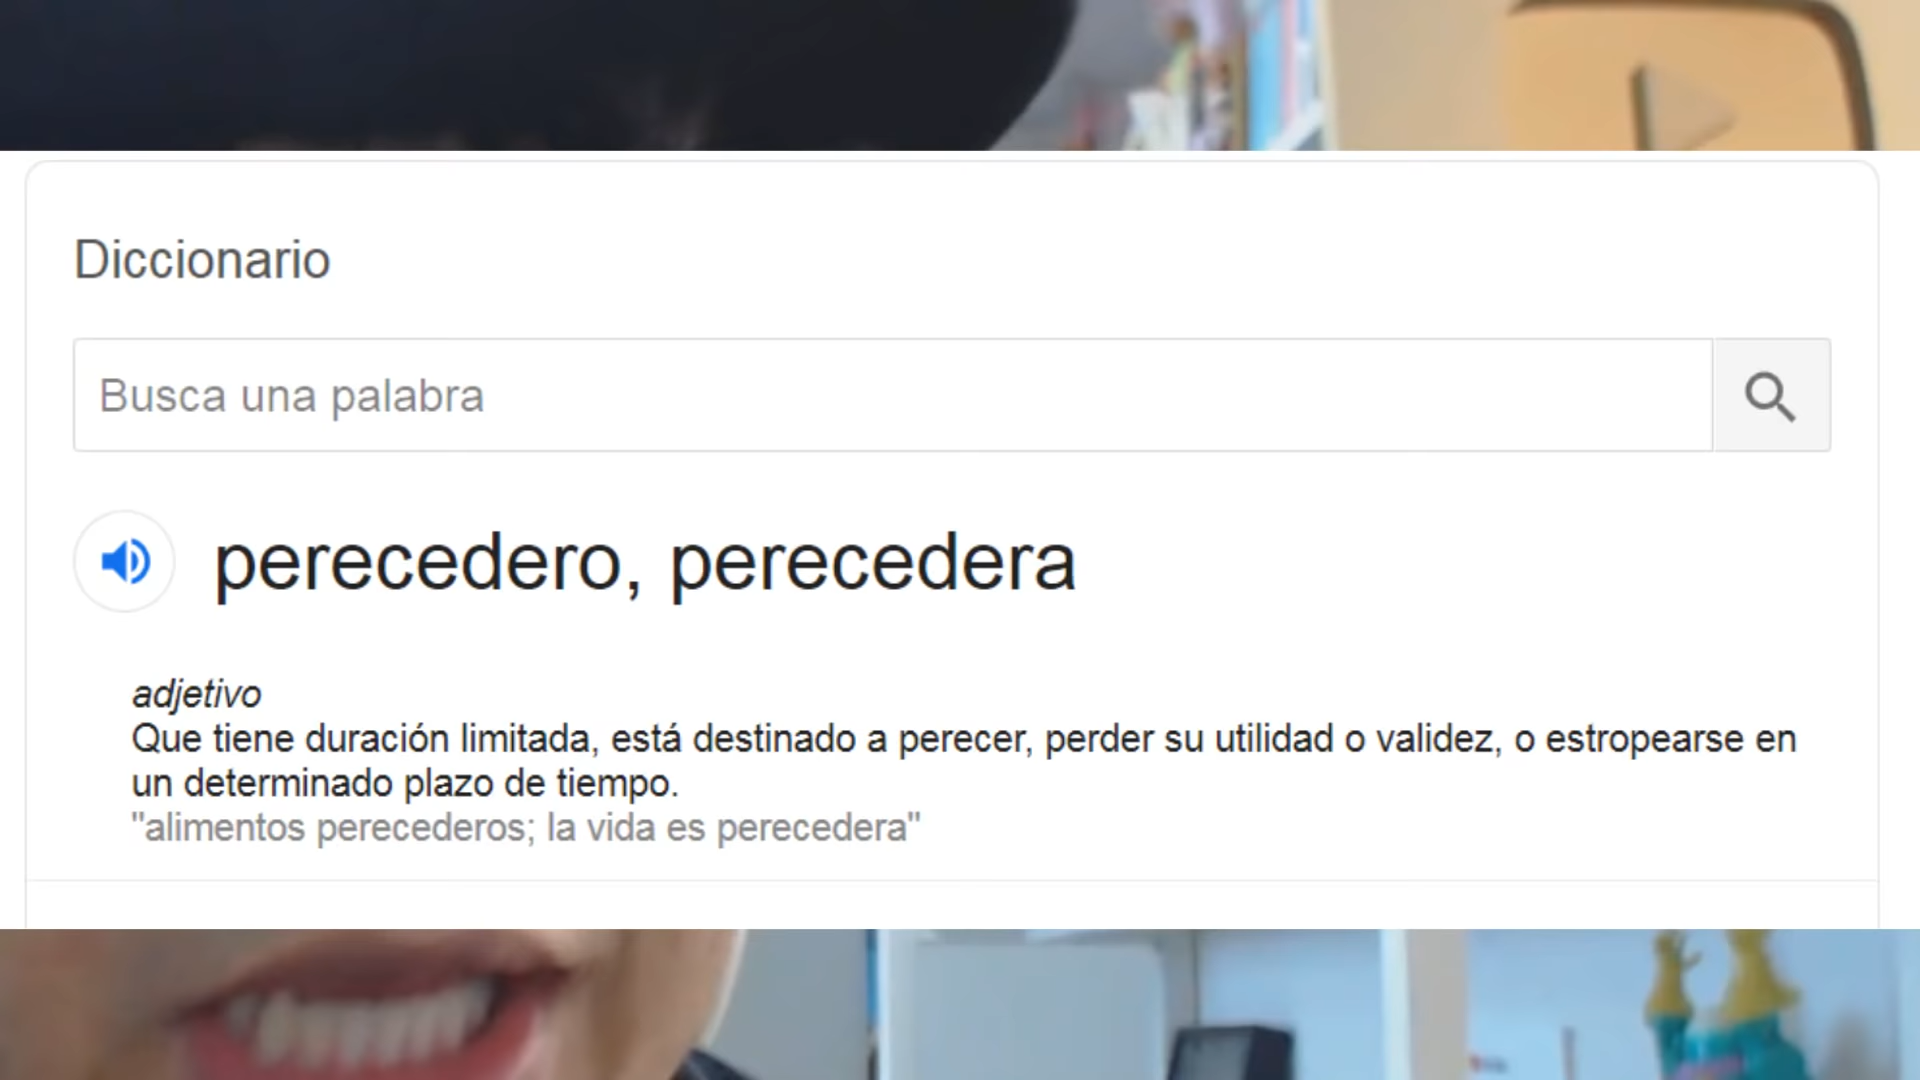 Diccionario
Busca una palabra
perecedero, perecedera
adjetivo
Que tiene duración limitada, está destinado a perecer, perder su utilidad o validez, o estropearse en
un determinado plazo de tiempo.
"alimentos perecederos; la vida es perecedera"